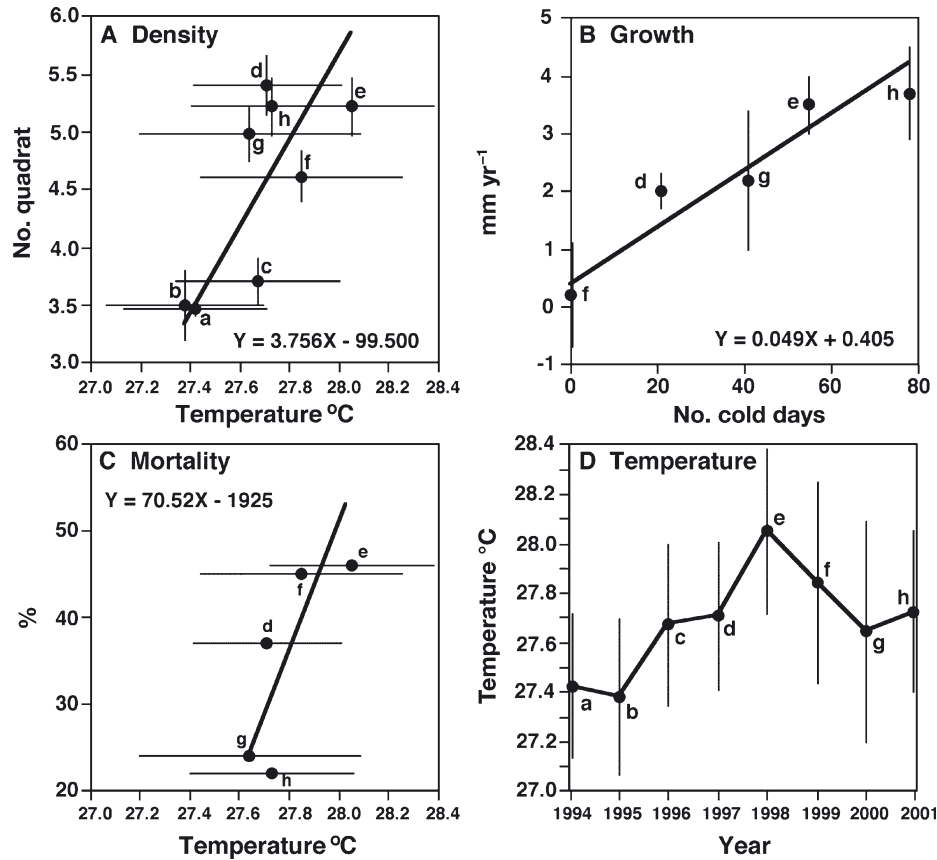 A Density
6.0
5.5
5.0
4.5
4.0
3.5
3.0
No. quadrat
d
e
h
g
f
c
b
a
Y = 3.756X - 99.500
27.0 27.2 27.4 27.6 27.8 28.0 28.2 28.4
Temperature ºC
B Growth
5
4
3
2
1
0
-1
mm yr⁻¹
h
e
d
g
f
Y = 0.049X + 0.405
0 20 40 60 80
No. cold days
C Mortality
Y = 70.52X - 1925
60
50
40
30
20
%
e
f
d
g
h
27.0 27.2 27.4 27.6 27.8 28.0 28.2 28.4
Temperature ºC
D Temperature
28.4
28.2
28.0
27.8
27.6
27.4
27.2
27.0
Temperature °C
e
f
h
c
d
g
a
b
1994 1995 1996 1997 1998 1999 2000 2001
Year